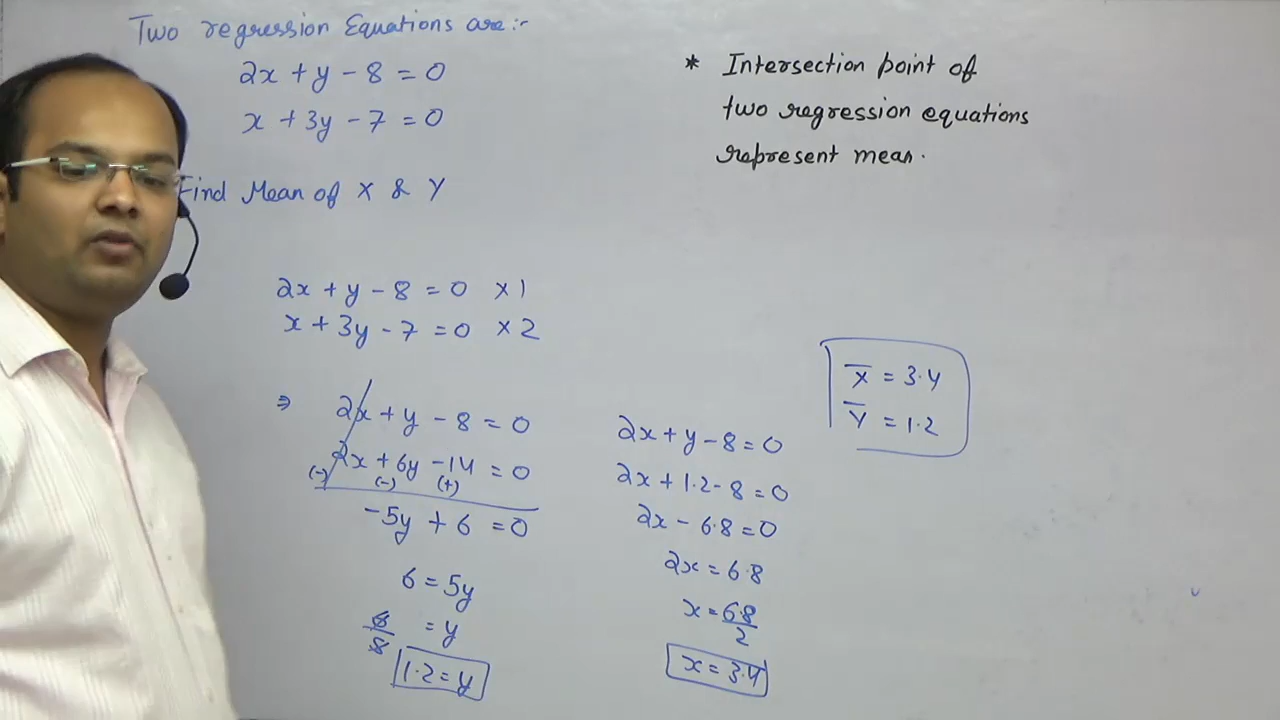 Two regression Equations are:-
2x + y - 8 = 0
x + 3y - 7 = 0
Find Mean of X & Y
* Intersection point of
two regression equations
represent mean.
2x + y - 8 = 0 × 1
x + 3y - 7 = 0 × 2
⇒ 2x + y - 8 = 0
2x + 6y - 14 = 0
(-) (-) (+)
-5y + 6 = 0
6 = 5y
= y
1.2 = y
2x + y - 8 = 0
2x + 1.2 - 8 = 0
2x - 6.8 = 0
2x = 6.8
x = 6.8/2
x = 3.4
X̄ = 3.4
Ȳ = 1.2